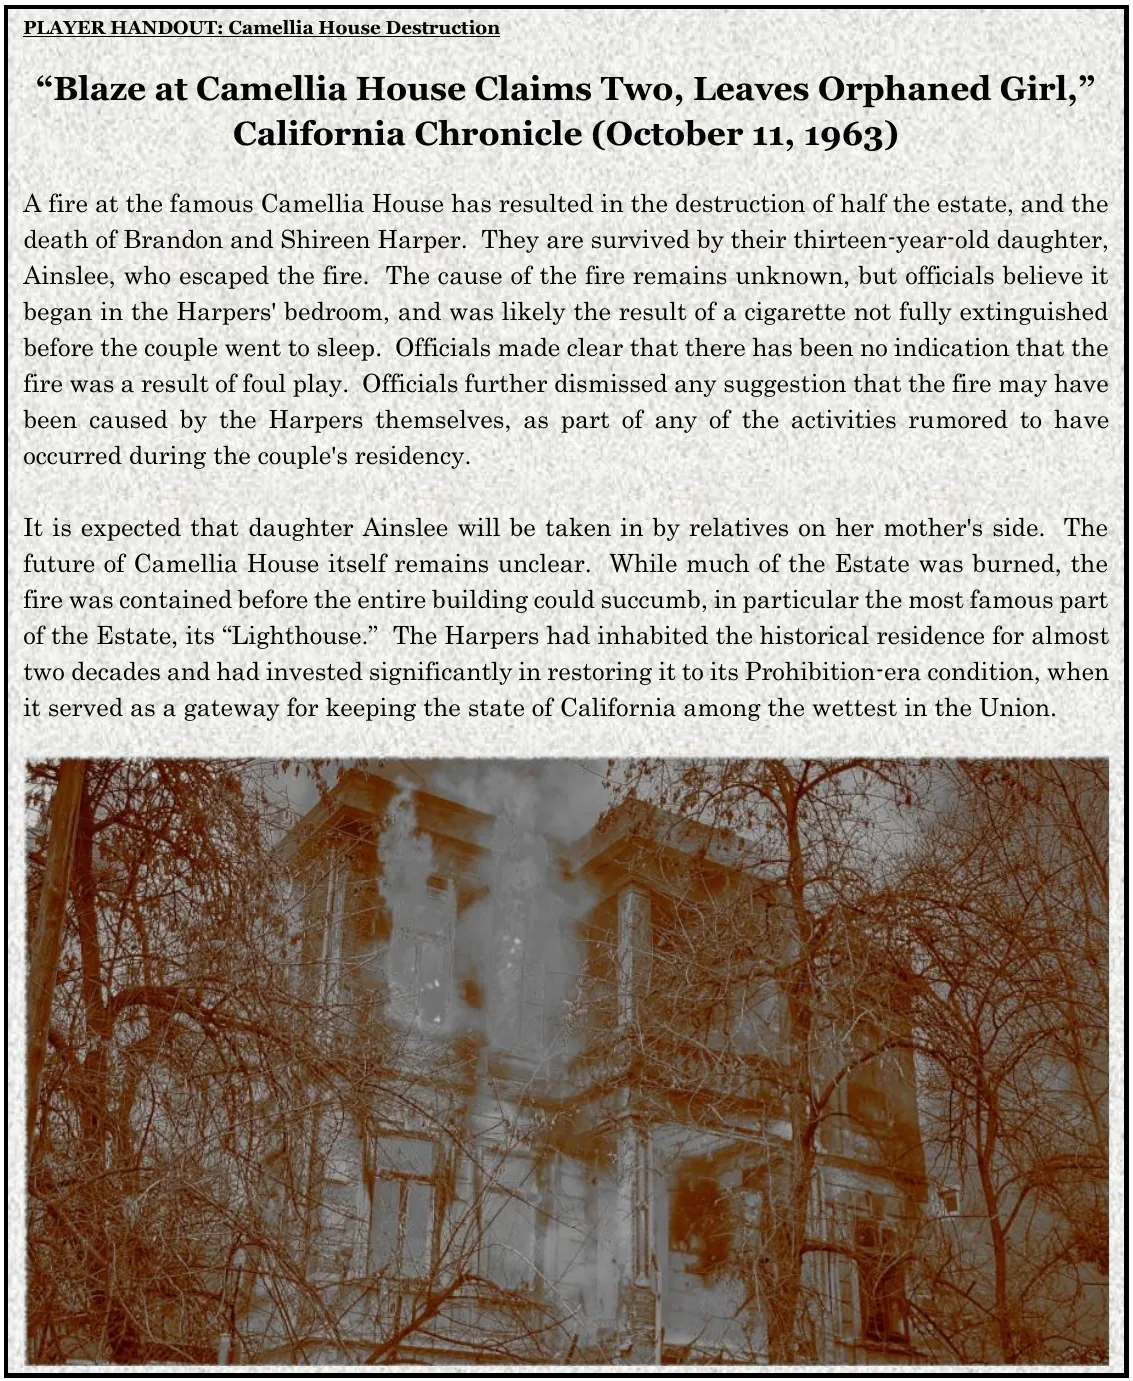 PLAYER HANDOUT: Camellia House Destruction
“Blaze at Camellia House Claims Two, Leaves Orphaned Girl,”
California Chronicle (October 11, 1963)
A fire at the famous Camellia House has resulted in the destruction of half the estate, and the
death of Brandon and Shireen Harper.  They are survived by their thirteen-year-old daughter,
Ainslee, who escaped the fire.  The cause of the fire remains unknown, but officials believe it
began in the Harpers' bedroom, and was likely the result of a cigarette not fully extinguished
before the couple went to sleep.  Officials made clear that there has been no indication that the
fire was a result of foul play.  Officials further dismissed any suggestion that the fire may have
been caused by the Harpers themselves, as part of any of the activities rumored to have
occurred during the couple's residency.
It is expected that daughter Ainslee will be taken in by relatives on her mother's side.  The
future of Camellia House itself remains unclear.  While much of the Estate was burned, the
fire was contained before the entire building could succumb, in particular the most famous part
of the Estate, its “Lighthouse.”  The Harpers had inhabited the historical residence for almost
two decades and had invested significantly in restoring it to its Prohibition-era condition, when
it served as a gateway for keeping the state of California among the wettest in the Union.